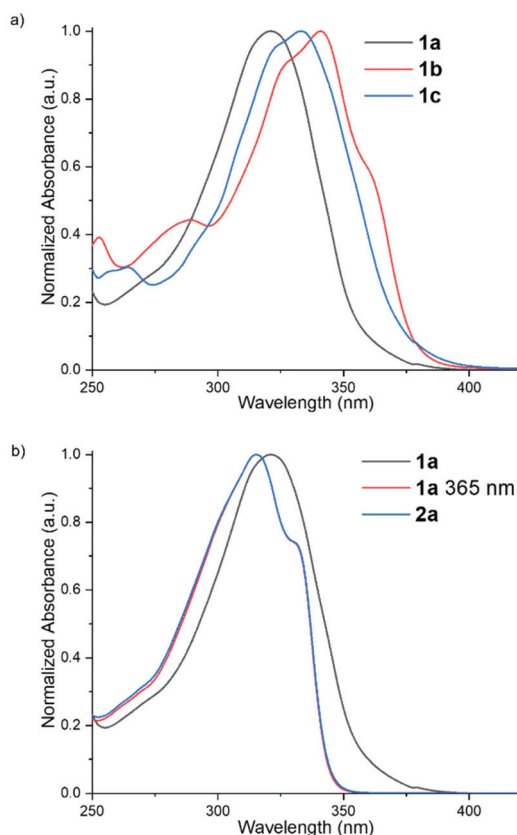 a)
1.0
0.8
0.6
0.4
0.2
0.0
Normalized Absorbance (a.u.)
1a
1b
1c
250
300
350
400
Wavelength (nm)
b)
1.0
0.8
0.6
0.4
0.2
0.0
Normalized Absorbance (a.u.)
1a
1a 365 nm
2a
250
300
350
400
Wavelength (nm)